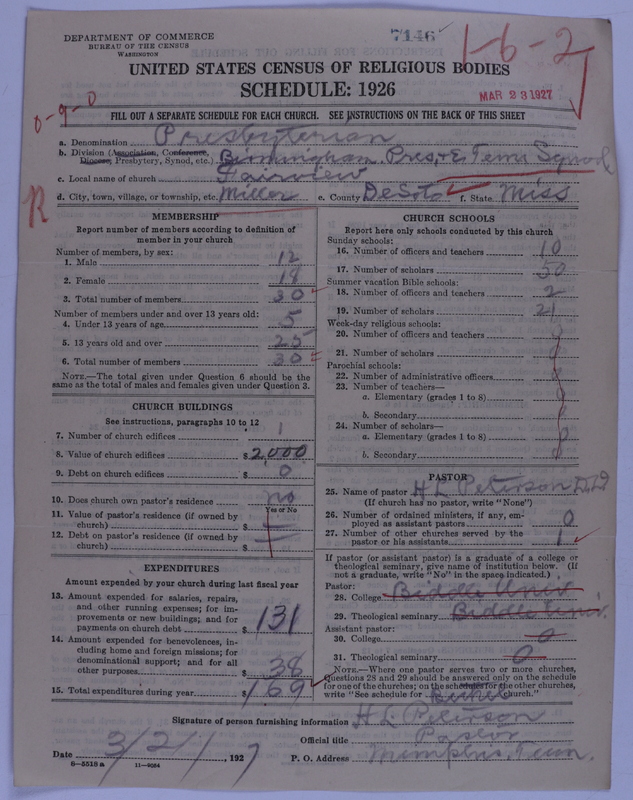 DEPARTMENT OF COMMERCE
BUREAU OF THE CENSUS
WASHINGTON
7146
1-6-2
UNITED STATES CENSUS OF RELIGIOUS BODIES
SCHEDULE: 1926
MAR 23 1927
0-9-0
FILL OUT A SEPARATE SCHEDULE FOR EACH CHURCH. SEE INSTRUCTIONS ON THE BACK OF THIS SHEET
a. Denomination Presbyterian
b. Division (Association, Conference, Diocese, Presbytery, Synod, etc.) Birmingham Pres, E. Tenn Synod
c. Local name of church Fairview
R
d. City, town, village, or township, etc. Miller e. County DeSoto f. State Miss
MEMBERSHIP
Report number of members according to definition of member in your church
Number of members, by sex:
1. Male 12
2. Female 18
3. Total number of members 30
Number of members under and over 13 years old:
4. Under 13 years of age 5
5. 13 years old and over 25
6. Total number of members 30
NOTE.—The total given under Question 6 should be the same as the total of males and females given under Question 3.
CHURCH BUILDINGS
See instructions, paragraphs 10 to 12
7. Number of church edifices 1
8. Value of church edifices $ 2,000
9. Debt on church edifices $ 0
10. Does church own pastor's residence no
Yes or No
11. Value of pastor's residence (if owned by church) $
12. Debt on pastor's residence (if owned by church) $
EXPENDITURES
Amount expended by your church during last fiscal year
13. Amount expended for salaries, repairs, and other running expenses; for improvements or new buildings; and for payments on church debt $ 131
14. Amount expended for benevolences, including home and foreign missions; for denominational support; and for all other purposes $ 38
15. Total expenditures during year $ 169
CHURCH SCHOOLS
Report here only schools conducted by this church
Sunday schools:
16. Number of officers and teachers 10
17. Number of scholars 50
Summer vacation Bible schools:
18. Number of officers and teachers 2
19. Number of scholars 21
Week-day religious schools:
20. Number of officers and teachers
21. Number of scholars
Parochial schools:
22. Number of administrative officers
23. Number of teachers—
a. Elementary (grades 1 to 8)
b. Secondary
24. Number of scholars—
a. Elementary (grades 1 to 8)
b. Secondary
PASTOR
25. Name of pastor H L Peterson D.D.
(If church has no pastor, write "None")
26. Number of ordained ministers, if any, employed as assistant pastors 0
27. Number of other churches served by the pastor or his assistants 1
If pastor (or assistant pastor) is a graduate of a college or theological seminary, give name of institution below. (If not a graduate, write "No" in the space indicated.)
Pastor:
28. College Biddle Univ
29. Theological seminary Biddle Univ.
Assistant pastor:
30. College 0
31. Theological seminary 0
NOTE.—Where one pastor serves two or more churches, Questions 28 and 29 should be answered only on the schedule for one of the churches; on the schedules for the other churches, write "See schedule for Bethel church."
Signature of person furnishing information H L Peterson
Official title Pastor
Date 3/21/, 1927 P. O. Address Memphis, Tenn.
8-5518 a 11-9084